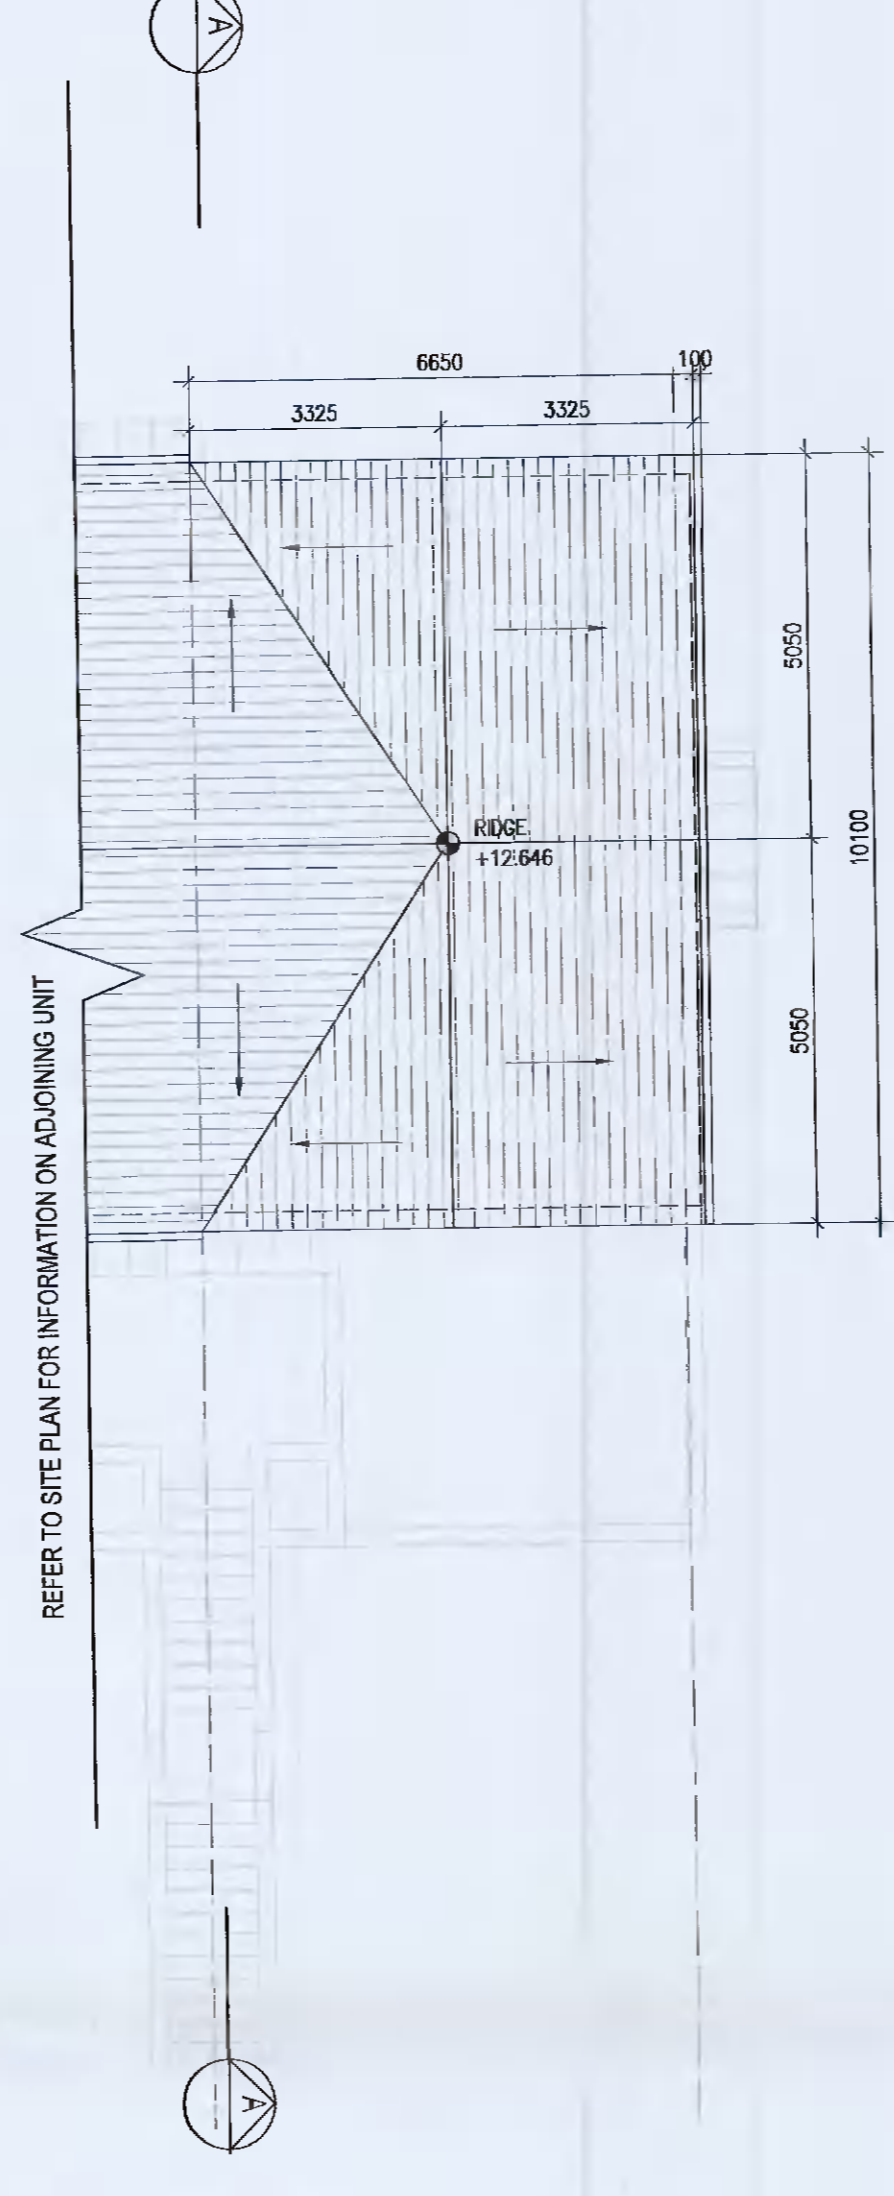 A
6650
100
3325
3325
5050
RIDGE
+12.646
10100
5050
REFER TO SITE PLAN FOR INFORMATION ON ADJOINING UNIT
A